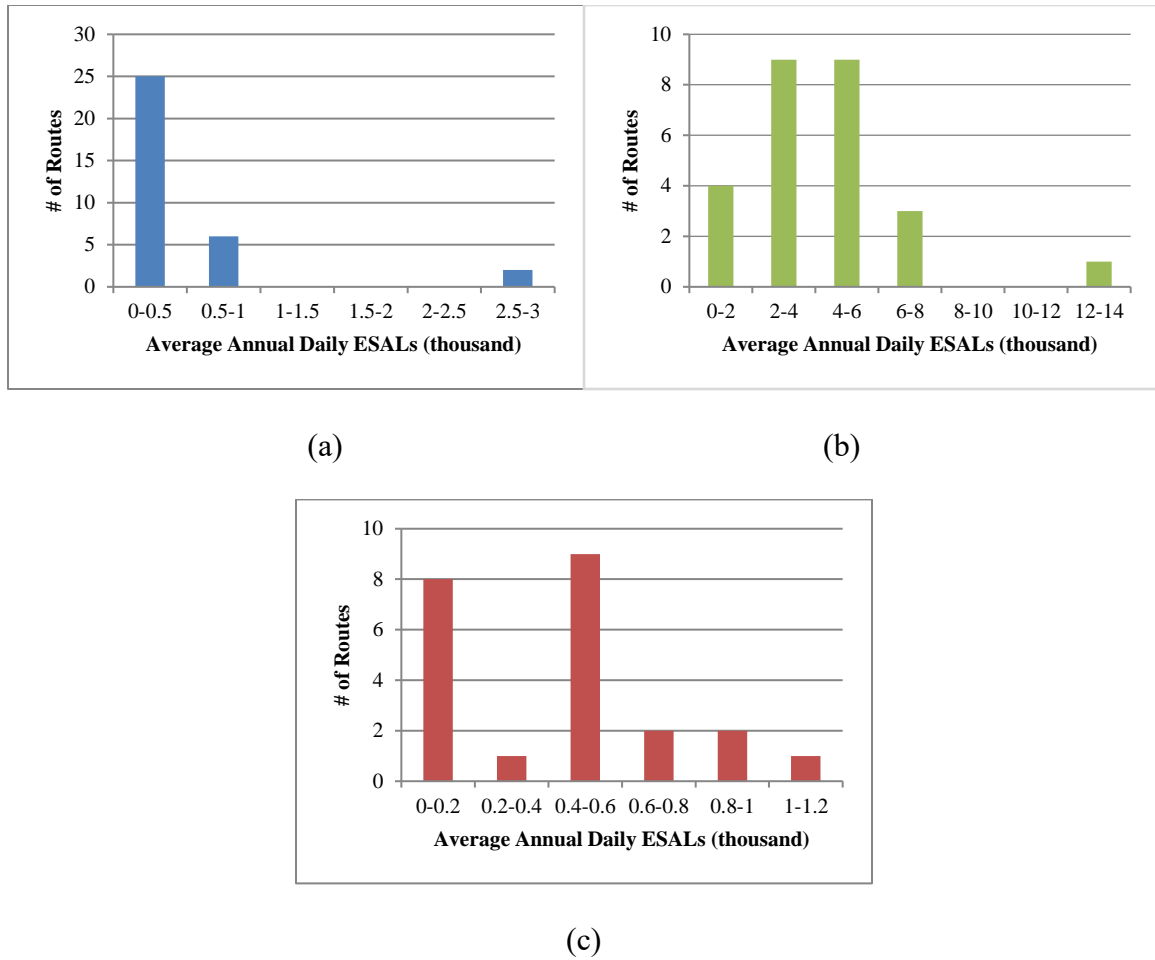 30
25
20
15
10
5
0
# of Routes
0-0.5 0.5-1 1-1.5 1.5-2 2-2.5 2.5-3
Average Annual Daily ESALs (thousand)
(a)
10
8
6
4
2
0
# of Routes
0-2 2-4 4-6 6-8 8-10 10-12 12-14
Average Annual Daily ESALs (thousand)
(b)
10
8
6
4
2
0
# of Routes
0-0.2 0.2-0.4 0.4-0.6 0.6-0.8 0.8-1 1-1.2
Average Annual Daily ESALs (thousand)
(c)